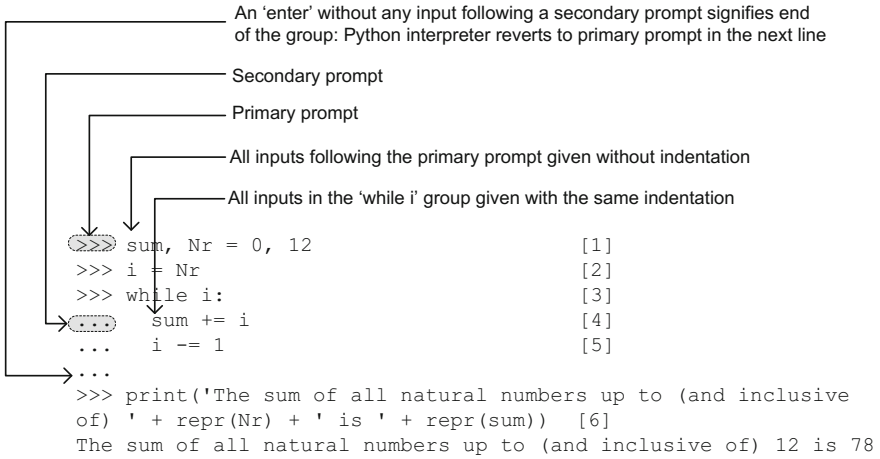 An ‘enter’ without any input following a secondary prompt signifies end
of the group: Python interpreter reverts to primary prompt in the next line
Secondary prompt
Primary prompt
All inputs following the primary prompt given without indentation
All inputs in the ‘while i’ group given with the same indentation
>>> sum, Nr = 0, 12 [1]
>>> i = Nr [2]
>>> while i: [3]
... sum += i [4]
... i -= 1 [5]
...
>>> print('The sum of all natural numbers up to (and inclusive
of) ' + repr(Nr) + ' is ' + repr(sum)) [6]
The sum of all natural numbers up to (and inclusive of) 12 is 78